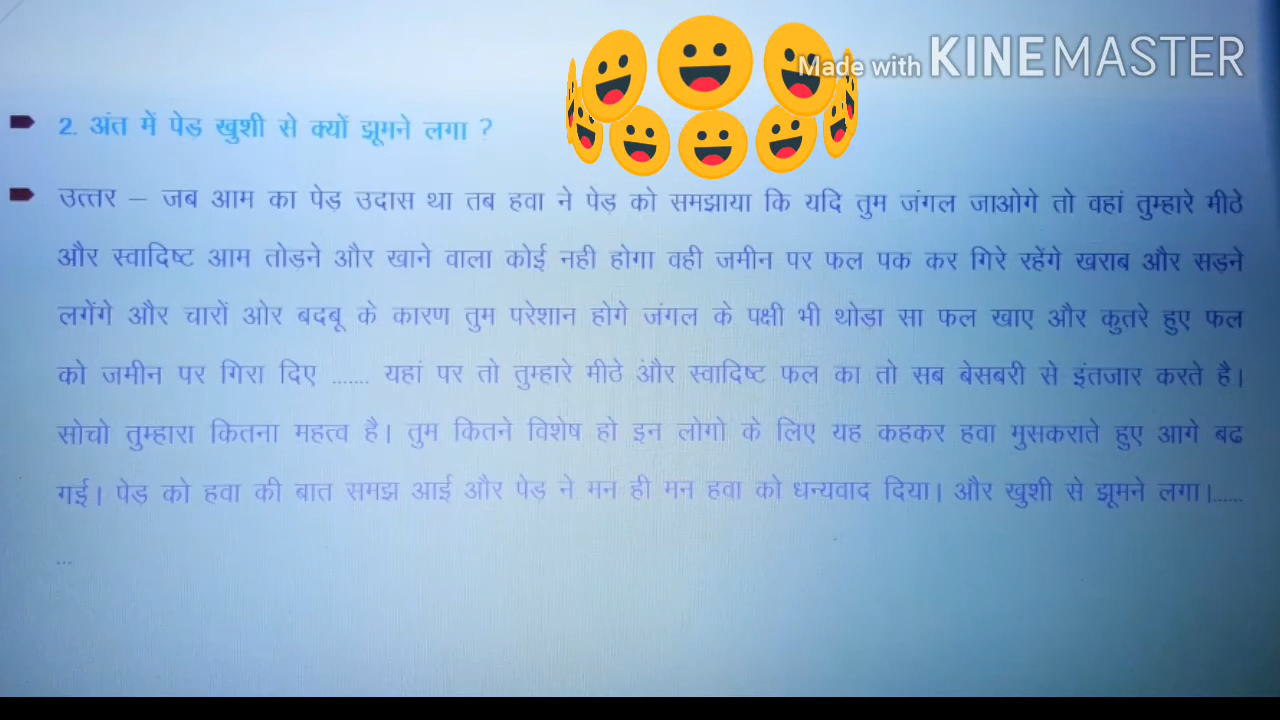 Made with KINEMASTER
2. अंत में पेड़ खुशी से क्यों झूमने लगा ?
उत्तर – जब आम का पेड़ उदास था तब हवा ने पेड़ को समझाया कि यदि तुम जंगल जाओगे तो वहां तुम्हारे मीठे
और स्वादिष्ट आम तोड़ने और खाने वाला कोई नही होगा वही जमीन पर फल पक कर गिरे रहेंगे खराब और सड़ने
लगेंगे और चारों ओर बदबू के कारण तुम परेशान होगे जंगल के पक्षी भी थोड़ा सा फल खाए और कुतरे हुए फल
को जमीन पर गिरा दिए ....... यहां पर तो तुम्हारे मीठे और स्वादिष्ट फल का तो सब बेसबरी से इंतजार करते है।
सोचो तुम्हारा कितना महत्व है। तुम कितने विशेष हो इन लोगो के लिए यह कहकर हवा मुसकराते हुए आगे बढ
गई। पेड़ को हवा की बात समझ आई और पेड़ ने मन ही मन हवा को धन्यवाद दिया। और खुशी से झूमने लगा।......
...